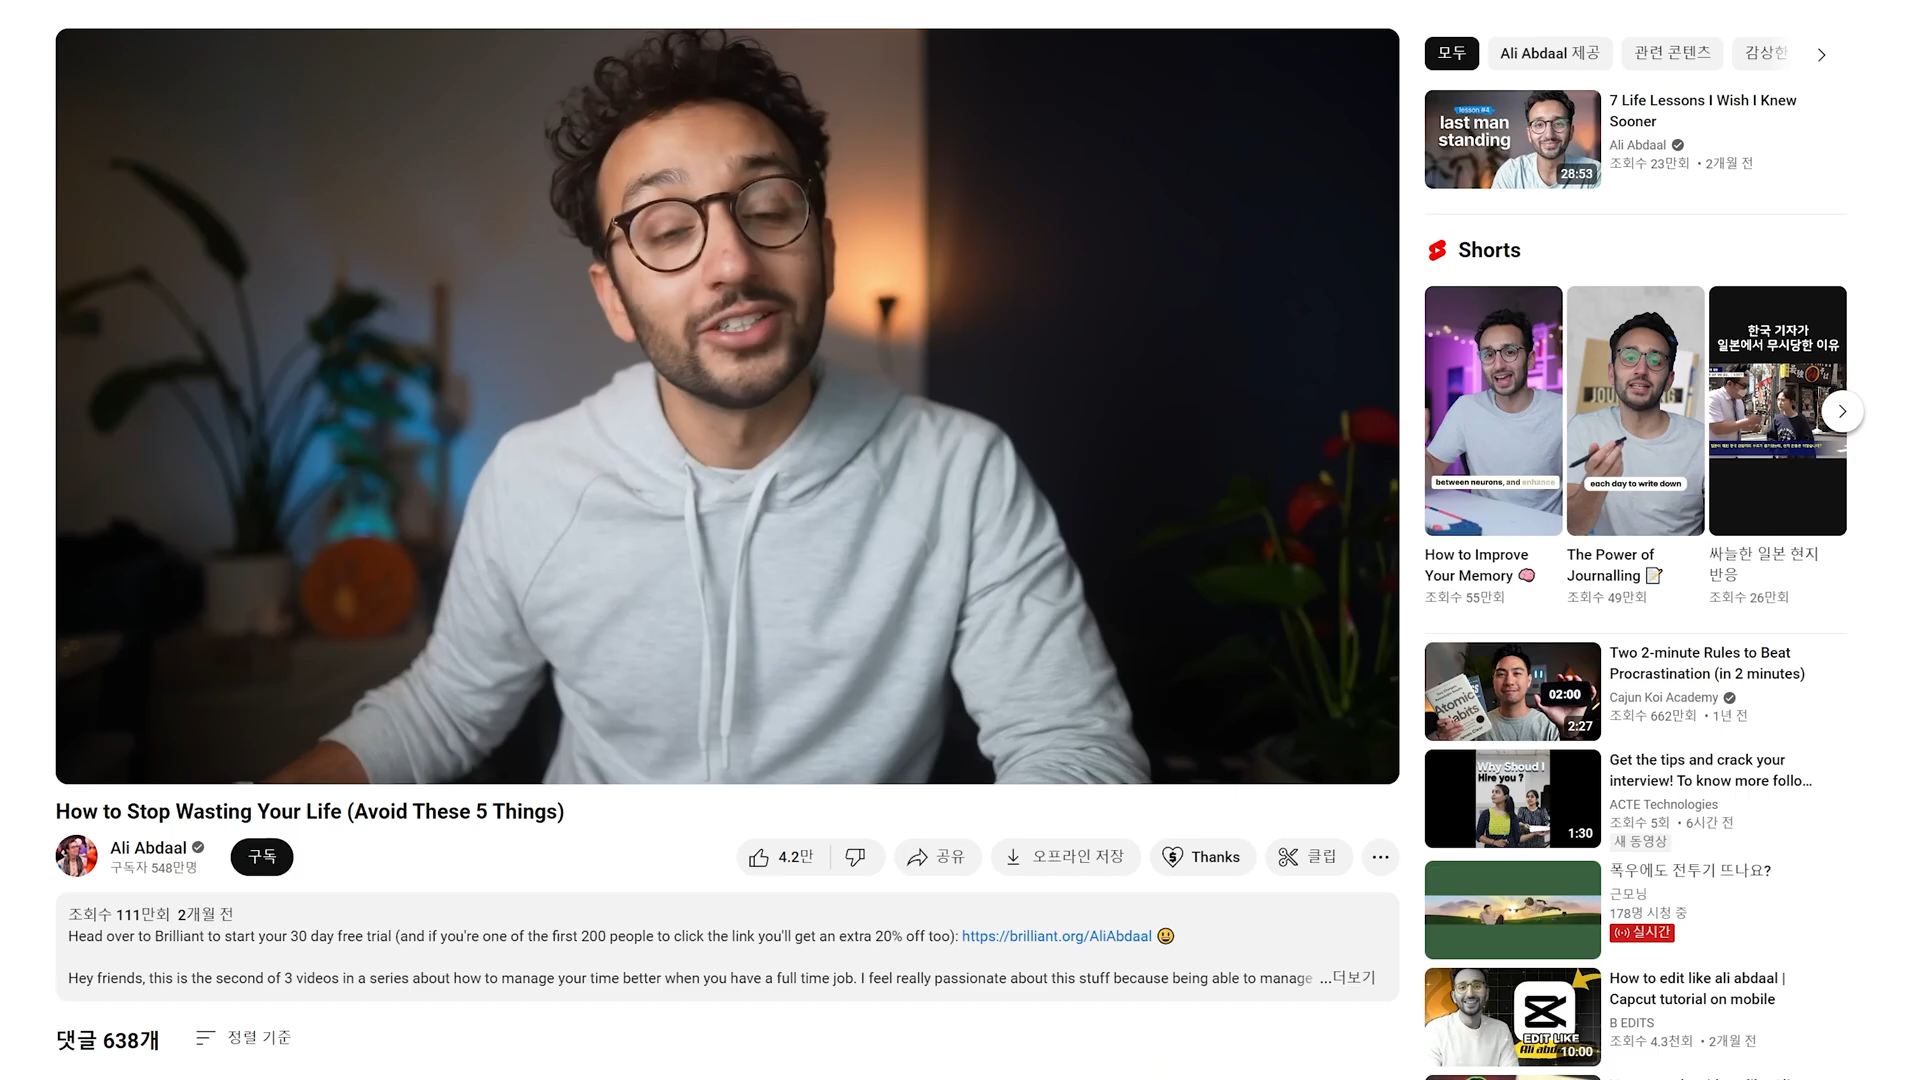 How to Stop Wasting Your Life (Avoid These 5 Things)
Ali Abdaal
구독자 548만명
구독
4.2만
공유
오프라인 저장
Thanks
클립
조회수 111만회 2개월 전
Head over to Brilliant to start your 30 day free trial (and if you're one of the first 200 people to click the link you'll get an extra 20% off too): https://brilliant.org/AliAbdaal 😃
Hey friends, this is the second of 3 videos in a series about how to manage your time better when you have a full time job. I feel really passionate about this stuff because being able to manage ...더보기
댓글 638개
정렬 기준
모두
Ali Abdaal 제공
관련 콘텐츠
감상한
lesson #4
last man
standing
28:53
7 Life Lessons I Wish I Knew
Sooner
Ali Abdaal
조회수 23만회 • 2개월 전
Shorts
between neurons, and enhance
How to Improve
Your Memory 🧠
조회수 55만회
JOU
NG
each day to write down
The Power of
Journalling 📝
조회수 49만회
한국 기자가
일본에서 무시당한 이유
싸늘한 일본 현지
반응
조회수 26만회
Atomic
Habits
02:00
2:27
Two 2-minute Rules to Beat
Procrastination (in 2 minutes)
Cajun Koi Academy
조회수 662만회 • 1년 전
Why Shoud I
Hire you ?
1:30
Get the tips and crack your
interview! To know more follo...
ACTE Technologies
조회수 5회 • 6시간 전
새 동영상
폭우에도 전투기 뜨나요?
근모닝
178명 시청 중
실시간
EDIT LIKE
Ali abd
10:00
How to edit like ali abdaal |
Capcut tutorial on mobile
B EDITS
조회수 4.3천회 • 2개월 전